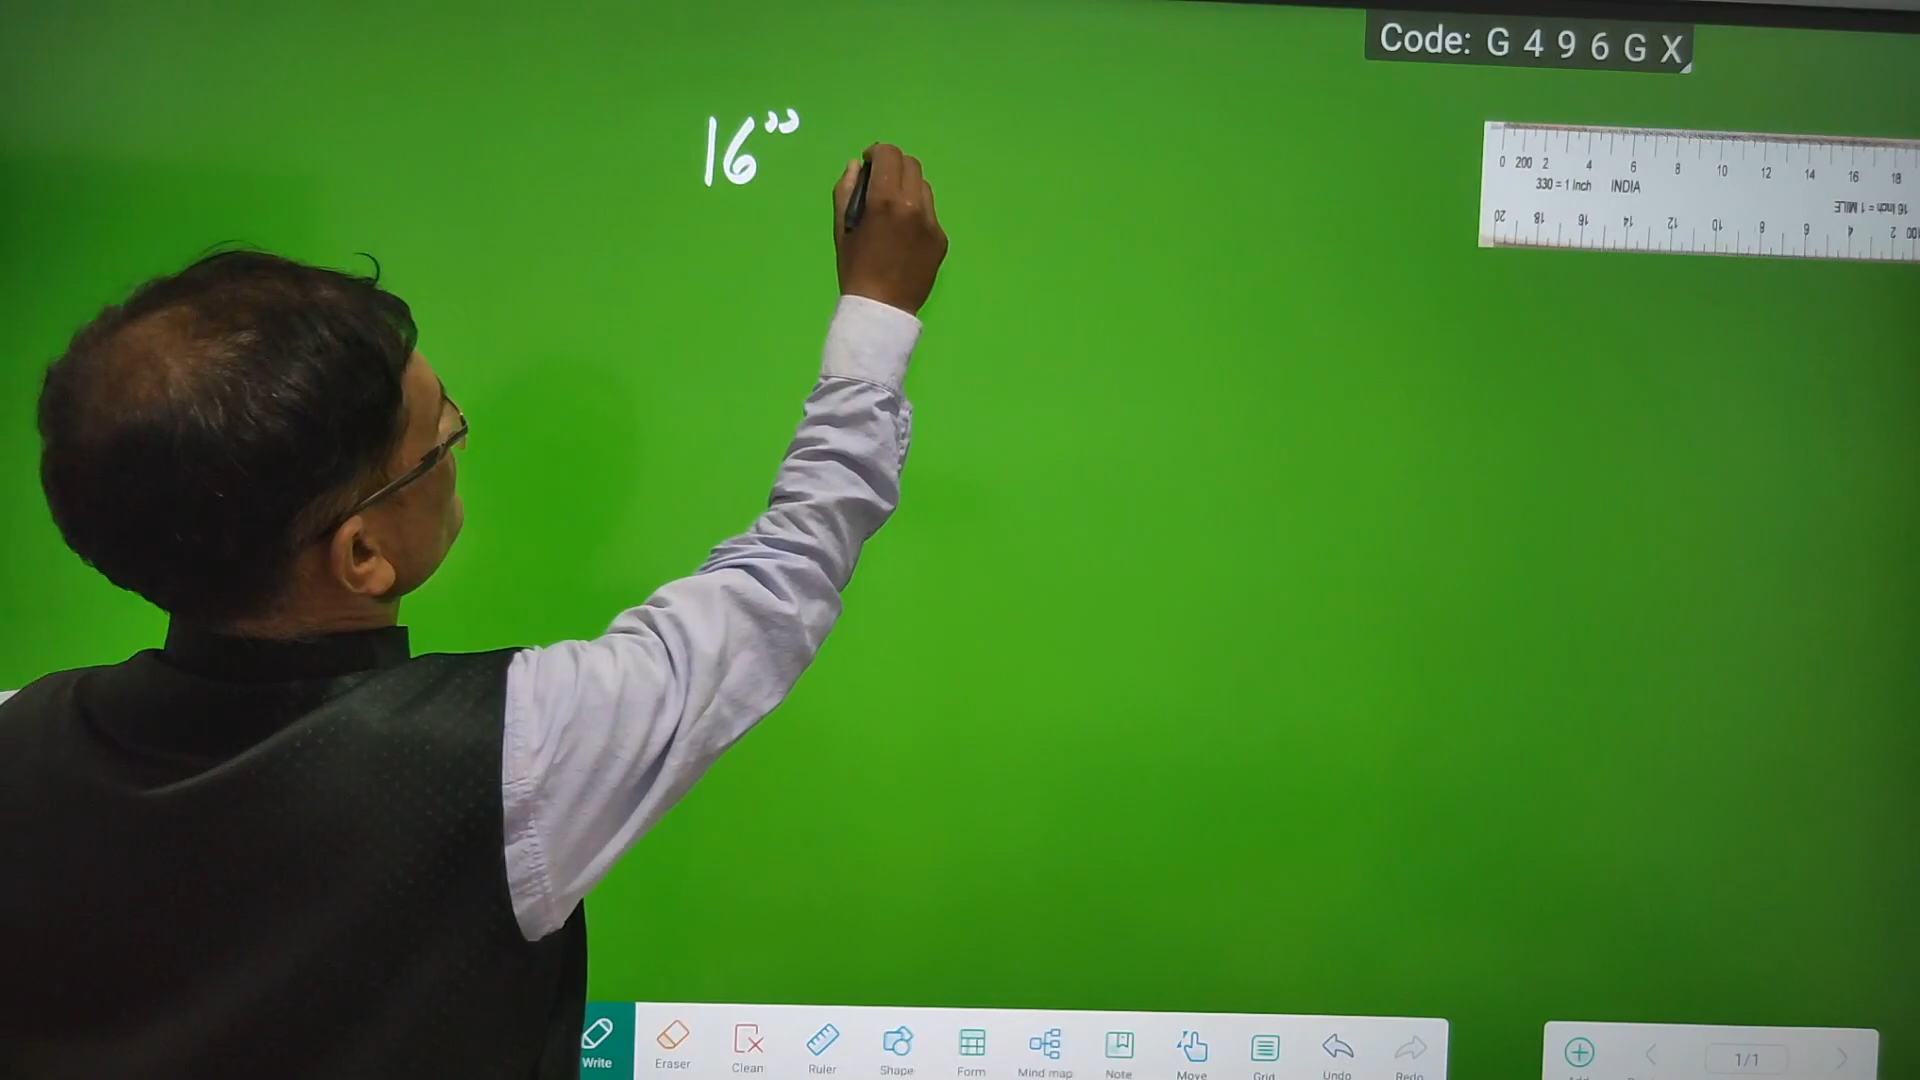 Code: G 4 9 6 G X
16"
0 200 2 4 6 8 10 12 14 16 18
330 = 1 Inch INDIA
16 Inch = 1 MILE
20 18 16 14 12 10 8 6 4 2 100
Write
Eraser
Clean
Ruler
Shape
Form
Mind map
Note
Move
Grid
Undo
Redo
1/1